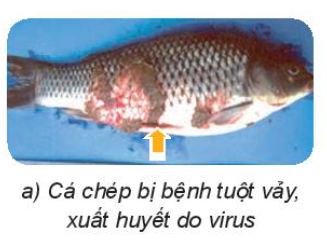 a) Cá chép bị bệnh tuột vảy,
xuất huyết do virus